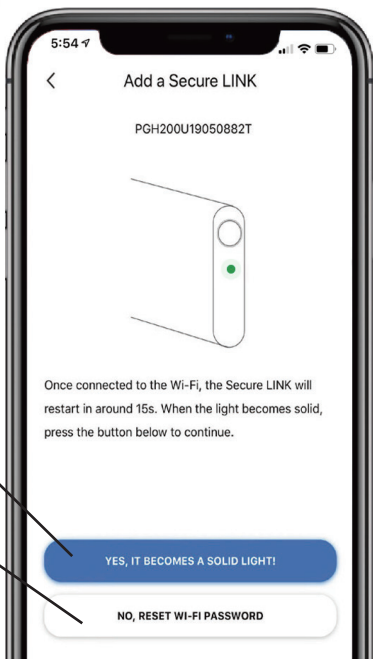 5:54
Add a Secure LINK
PGH200U19050882T
Once connected to the Wi-Fi, the Secure LINK will
restart in around 15s. When the light becomes solid,
press the button below to continue.
YES, IT BECOMES A SOLID LIGHT!
NO, RESET WI-FI PASSWORD